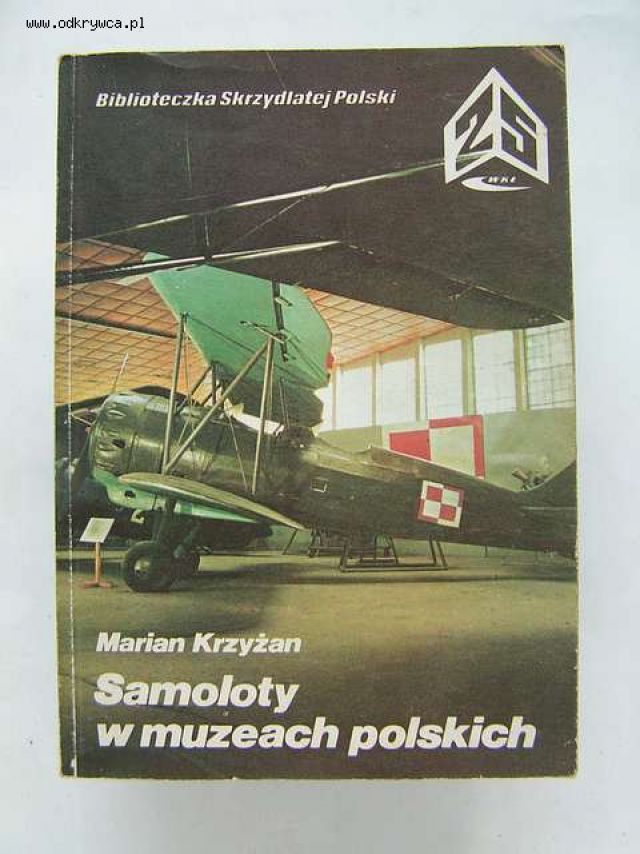 www.odkrywca.pl
Biblioteczka Skrzydlatej Polski
25
WKŁ
Marian Krzyżan
Samoloty
w muzeach polskich